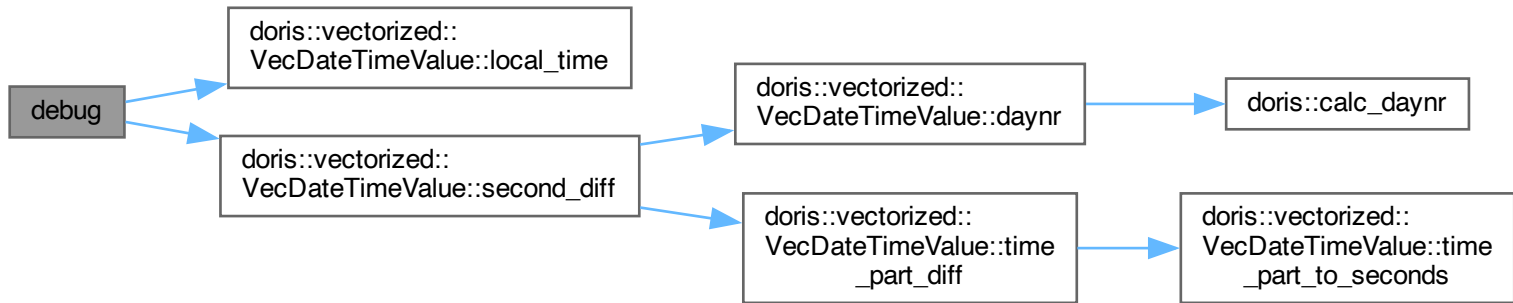 debug
doris::vectorized::
VecDateTimeValue::local_time
doris::vectorized::
VecDateTimeValue::second_diff
doris::vectorized::
VecDateTimeValue::daynr
doris::calc_daynr
doris::vectorized::
VecDateTimeValue::time
_part_diff
doris::vectorized::
VecDateTimeValue::time
_part_to_seconds